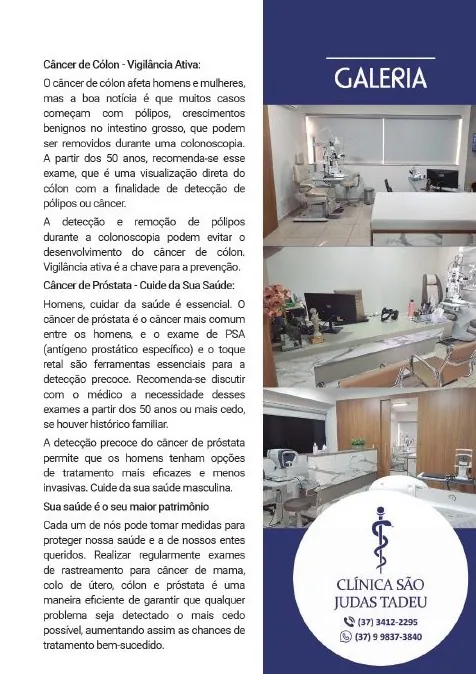 Câncer de Cólon - Vigilância Ativa:
O câncer de cólon afeta homens e mulheres,
mas a boa notícia é que muitos casos
começam com pólipos, crescimentos
benignos no intestino grosso, que podem
ser removidos durante uma colonoscopia.
A partir dos 50 anos, recomenda-se esse
exame, que é uma visualização direta do
cólon com a finalidade de detecção de
pólipos ou câncer.
A detecção e remoção de pólipos
durante a colonoscopia podem evitar o
desenvolvimento do câncer de cólon.
Vigilância ativa é a chave para a prevenção.
Câncer de Próstata - Cuide da Sua Saúde:
Homens, cuidar da saúde é essencial. O
câncer de próstata é o câncer mais comum
entre os homens, e o exame de PSA
(antígeno prostático específico) e o toque
retal são ferramentas essenciais para a
detecção precoce. Recomenda-se discutir
com o médico a necessidade desses
exames a partir dos 50 anos ou mais cedo,
se houver histórico familiar.
A detecção precoce do câncer de próstata
permite que os homens tenham opções
de tratamento mais eficazes e menos
invasivas. Cuide da sua saúde masculina.
Sua saúde é o seu maior patrimônio
Cada um de nós pode tomar medidas para
proteger nossa saúde e a de nossos entes
queridos. Realizar regularmente exames
de rastreamento para câncer de mama,
colo de útero, cólon e próstata é uma
maneira eficiente de garantir que qualquer
problema seja detectado o mais cedo
possível, aumentando assim as chances de
tratamento bem-sucedido.
GALERIA
CLÍNICA SÃO
JUDAS TADEU
(37) 3412-2295
(37) 9 9837-3840